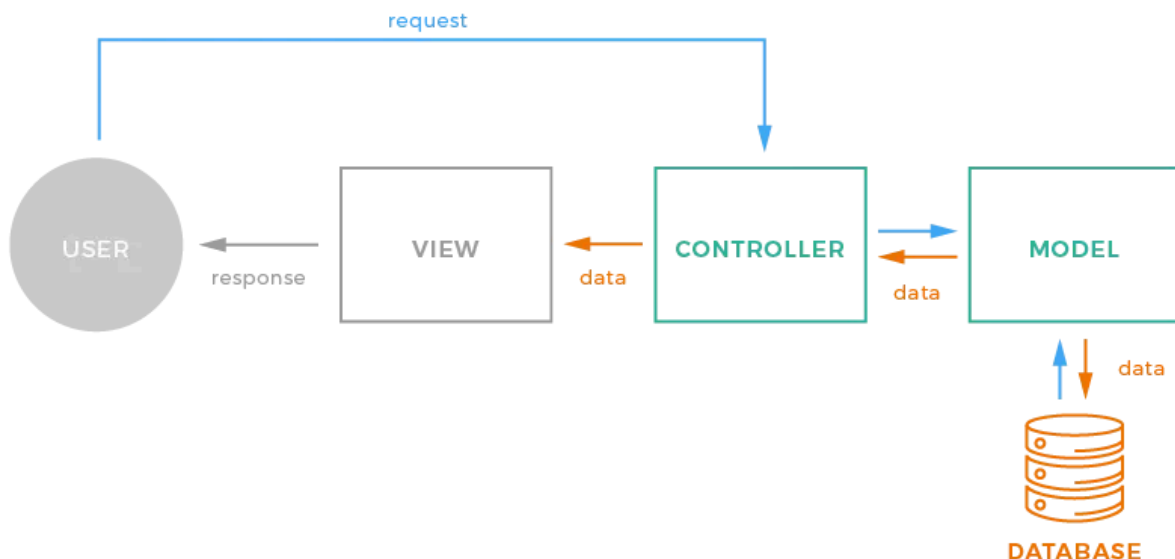 request
USER
VIEW
CONTROLLER
MODEL
response
data
data
data
DATABASE